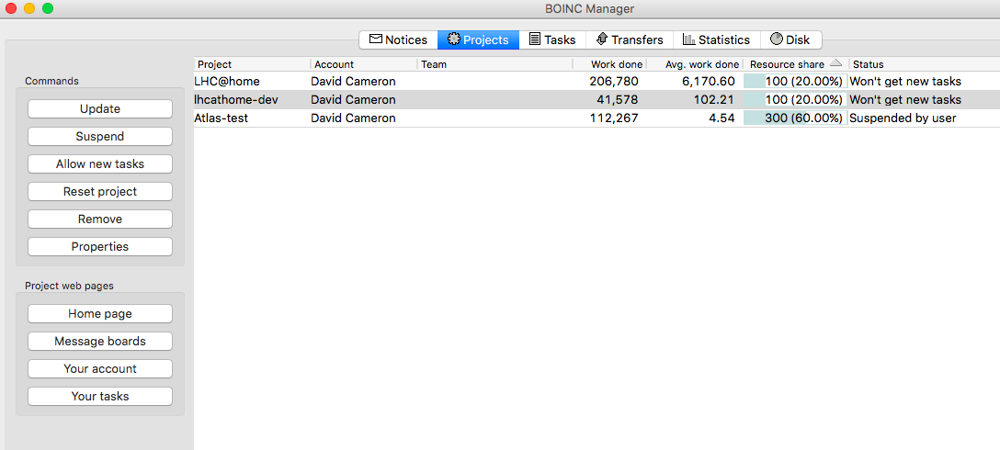 BOINC Manager
Notices Projects Tasks Transfers Statistics Disk
Commands
Update
Suspend
Allow new tasks
Reset project
Remove
Properties
Project web pages
Home page
Message boards
Your account
Your tasks
Project Account Team Work done Avg. work done Resource share Status
LHC@home David Cameron 206,780 6,170.60 100 (20.00%) Won't get new tasks
lhcathome-dev David Cameron 41,578 102.21 100 (20.00%) Won't get new tasks
Atlas-test David Cameron 112,267 4.54 300 (60.00%) Suspended by user